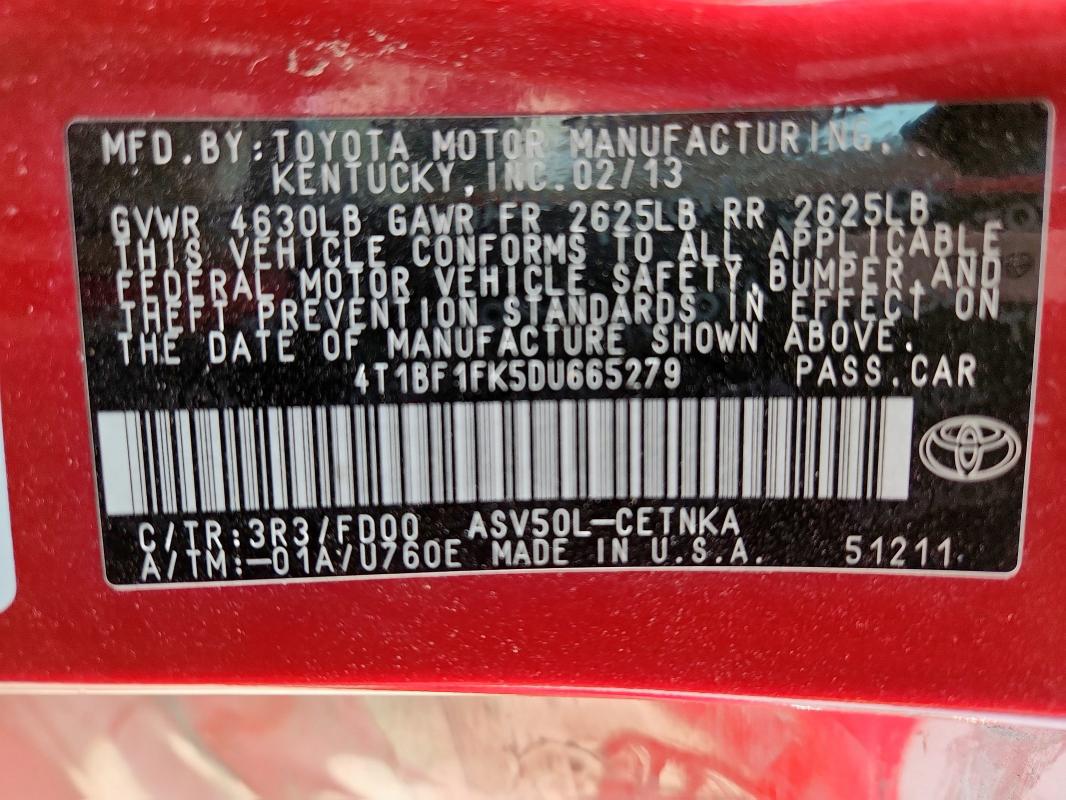 MFD.BY:TOYOTA MOTOR MANUFACTURING,
KENTUCKY,INC.02/13
GVWR 4630LB GAWR FR 2625LB RR 2625LB
THIS VEHICLE CONFORMS TO ALL APPLICABLE
FEDERAL MOTOR VEHICLE SAFETY,BUMPER,AND
THEFT PREVENTION STANDARDS IN EFFECT ON
THE DATE OF MANUFACTURE SHOWN ABOVE.
4T1BF1FK5DU665279 PASS.CAR
C/TR:3R3/FD00 ASV50L-CETNKA
A/TM:-01A/U760E MADE IN U.S.A. 51211